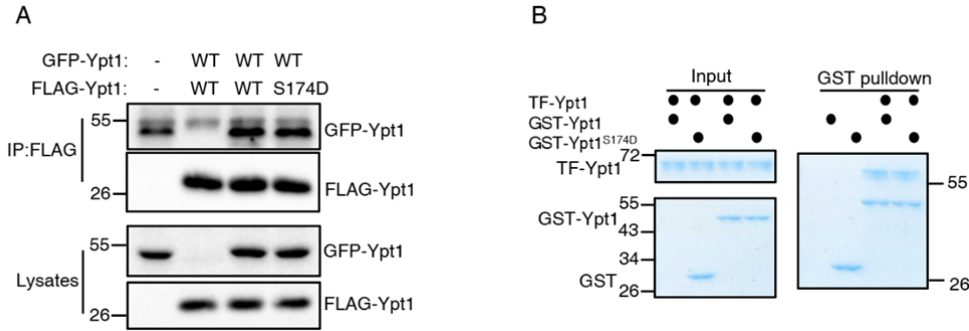 A
GFP-Ypt1: - WT WT WT
FLAG-Ypt1: - WT WT S174D
55
GFP-Ypt1
IP:FLAG
FLAG-Ypt1
26
55
GFP-Ypt1
Lysates
FLAG-Ypt1
26
B
Input
GST pulldown
TF-Ypt1
GST-Ypt1
GST-Ypt1S174D
72
TF-Ypt1
55
GST-Ypt1
43
34
GST
26
55
26